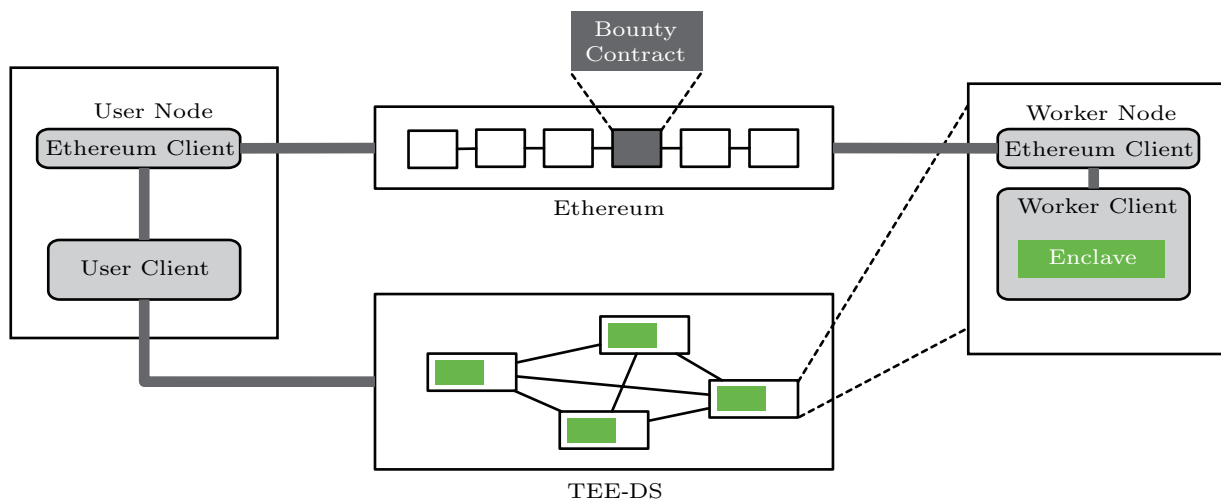 Bounty
Contract
User Node
Ethereum Client
User Client
Ethereum
Worker Node
Ethereum Client
Worker Client
Enclave
TEE-DS